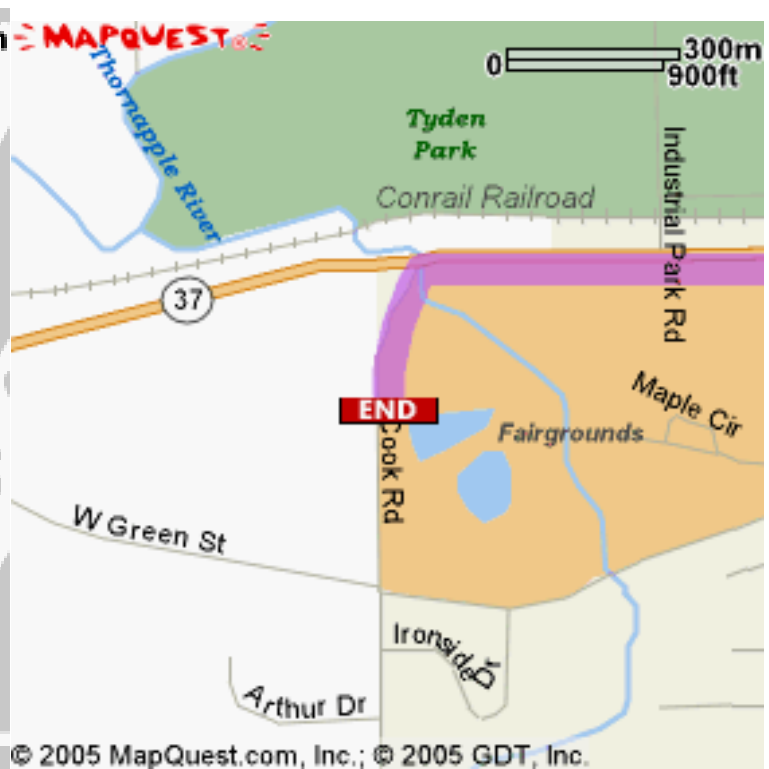 MAPQUEST®
Thornapple River
0
300m
900ft
Tyden
Park
Conrail Railroad
Industrial Park Rd
37
END
Cook Rd
Fairgrounds
Maple Cir
W Green St
Ironside Dr
Arthur Dr
© 2005 MapQuest.com, Inc.; © 2005 GDT, Inc.